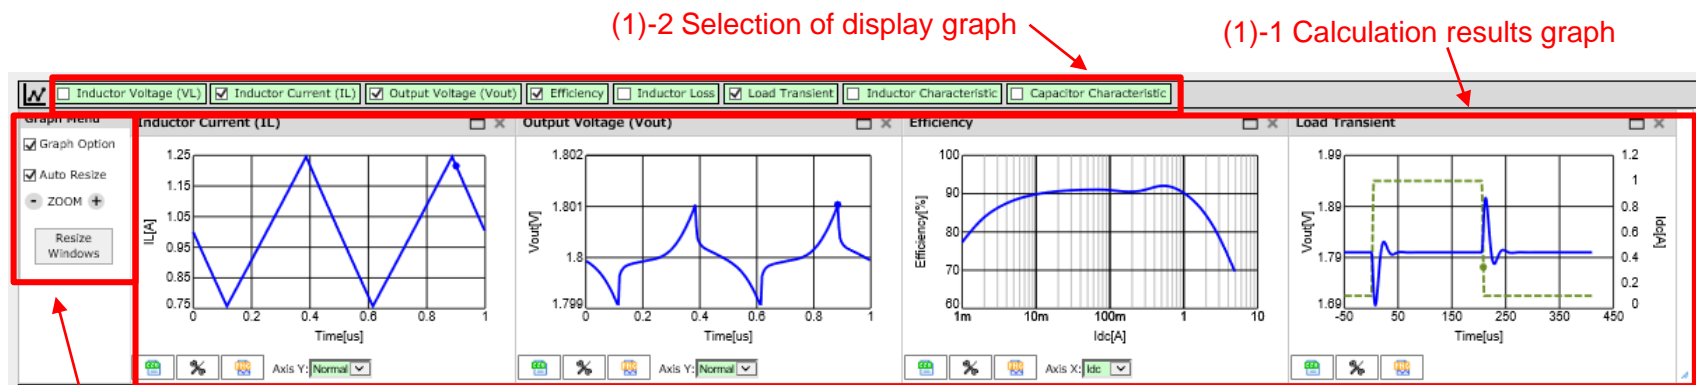 (1)-2 Selection of display graph
(1)-1 Calculation results graph
Inductor Voltage (VL) Inductor Current (IL) Output Voltage (Vout) Efficiency Inductor Loss Load Transient Inductor Characteristic Capacitor Characteristic
Graph Menu
Graph Option
Auto Resize
- ZOOM +
Resize
Windows
Inductor Current (IL)
1.25
1.15
1.05
0.95
0.85
0.75
IL[A]
0 0.2 0.4 0.6 0.8 1
Time[us]
Axis Y: Normal
Output Voltage (Vout)
1.802
1.801
1.8
1.799
Vout[V]
0 0.2 0.4 0.6 0.8 1
Time[us]
Axis Y: Normal
Efficiency
100
90
80
70
60
Efficiency[%]
1m 10m 100m 1 10
Idc[A]
Axis X: Idc
Load Transient
1.99
1.89
1.79
1.69
Vout[V]
1.2
1
0.8
0.6
0.4
0.2
0
Idc[A]
-50 50 150 250 350 450
Time[us]